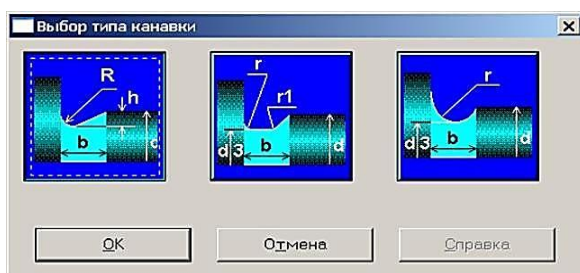 Выбор типа канавки
R h b d
r r1 d3 b d
r d3 b d
OK Отмена Справка